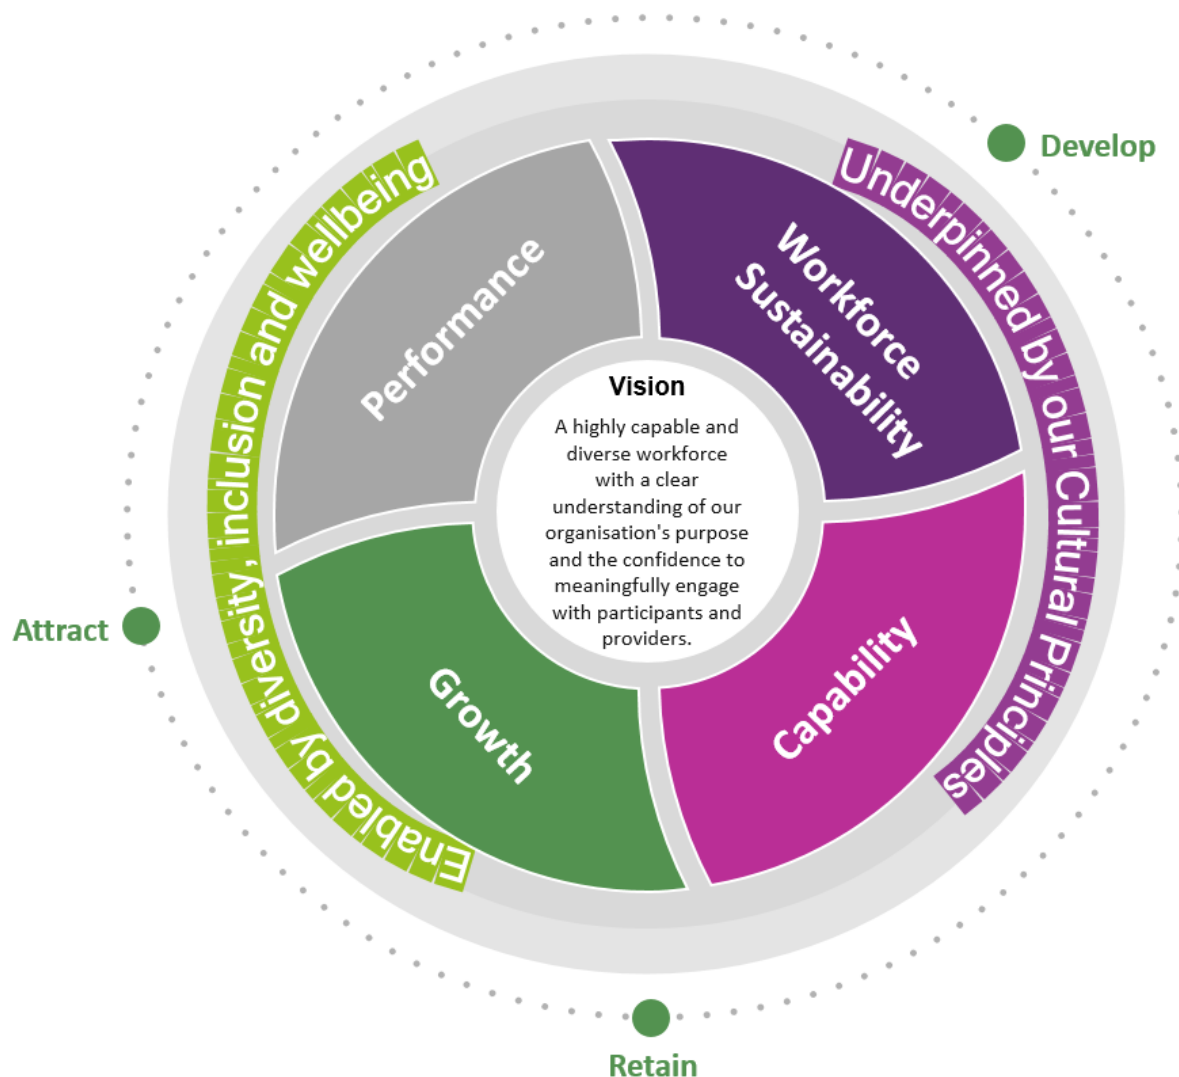 Develop
Underpinned by our Cultural Principles
Enabled by diversity, inclusion and wellbeing
Performance
Workforce
Sustainability
Vision
A highly capable and
diverse workforce
with a clear
understanding of our
organisation's purpose
and the confidence to
meaningfully engage
with participants and
providers.
Attract
Growth
Capability
Retain